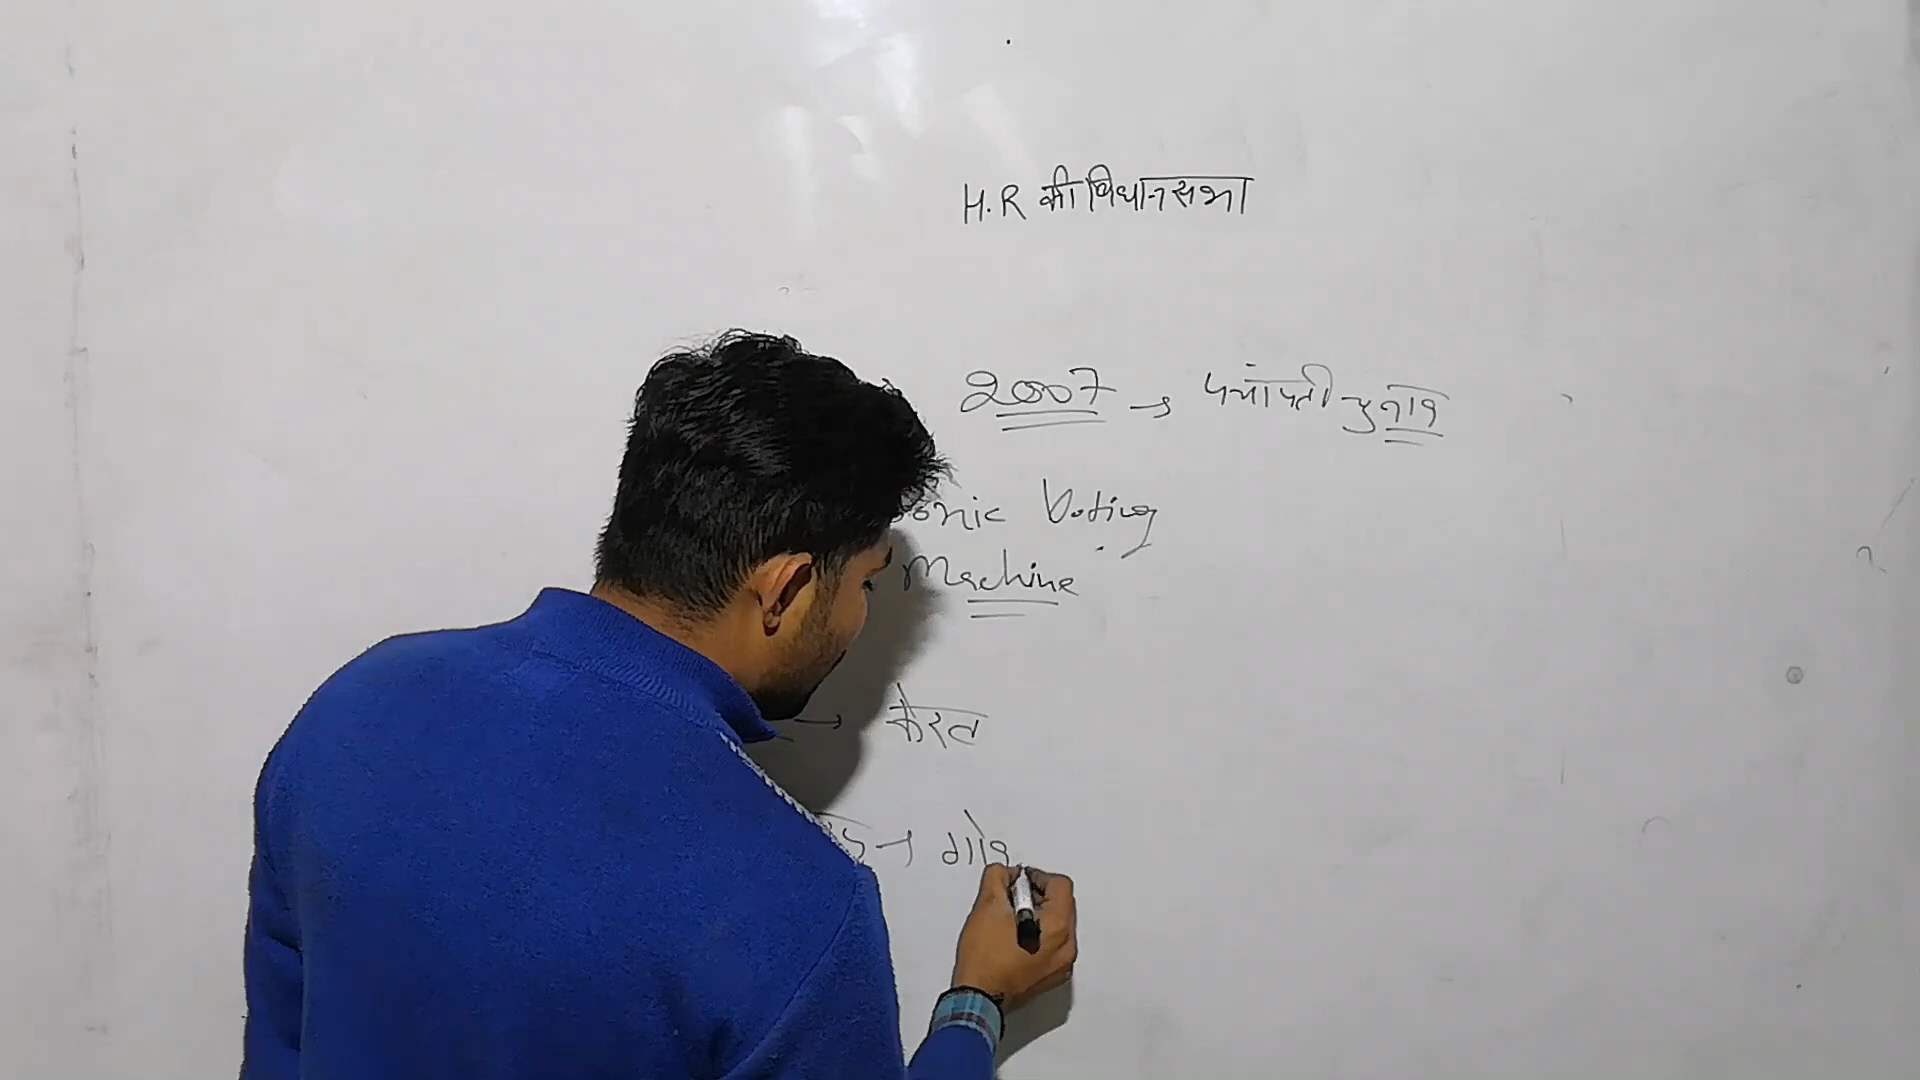 H.R की विधानसभा
2007 → पंचायती चुनाव
onic Voting
Machine
→ केरल
→ गोव